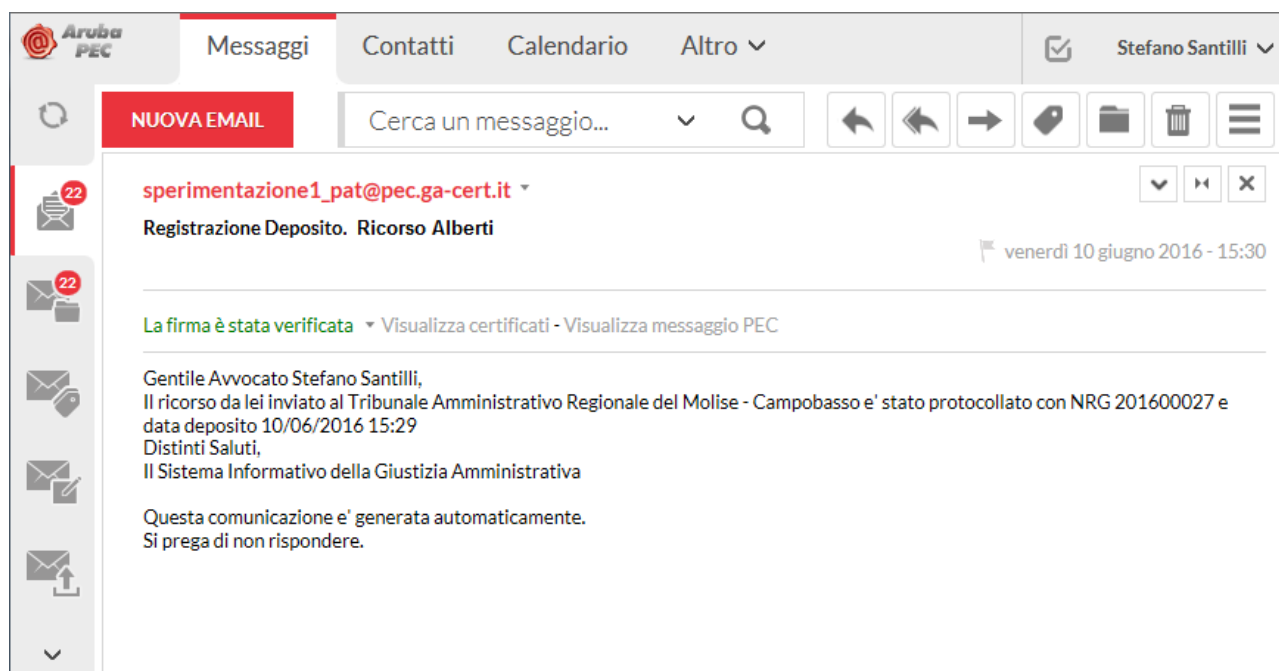 Aruba PEC
Messaggi Contatti Calendario Altro Stefano Santilli
NUOVA EMAIL Cerca un messaggio...
22
sperimentazione1_pat@pec.ga-cert.it
Registrazione Deposito. Ricorso Alberti
venerdì 10 giugno 2016 - 15:30
22
La firma è stata verificata Visualizza certificati - Visualizza messaggio PEC
Gentile Avvocato Stefano Santilli,
Il ricorso da lei inviato al Tribunale Amministrativo Regionale del Molise - Campobasso e' stato protocollato con NRG 201600027 e
data deposito 10/06/2016 15:29
Distinti Saluti,
Il Sistema Informativo della Giustizia Amministrativa
Questa comunicazione e' generata automaticamente.
Si prega di non rispondere.